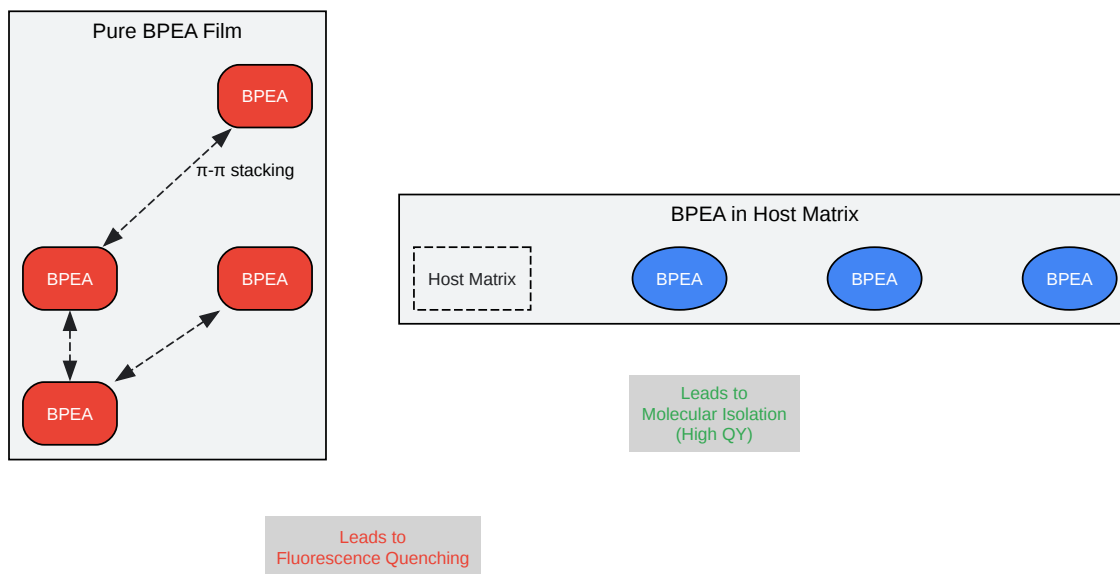 Pure BPEA Film
BPEA
π-π stacking
BPEA
BPEA
BPEA
BPEA in Host Matrix
Host Matrix
BPEA
BPEA
BPEA
Leads to
Molecular Isolation
(High QY)
Leads to
Fluorescence Quenching